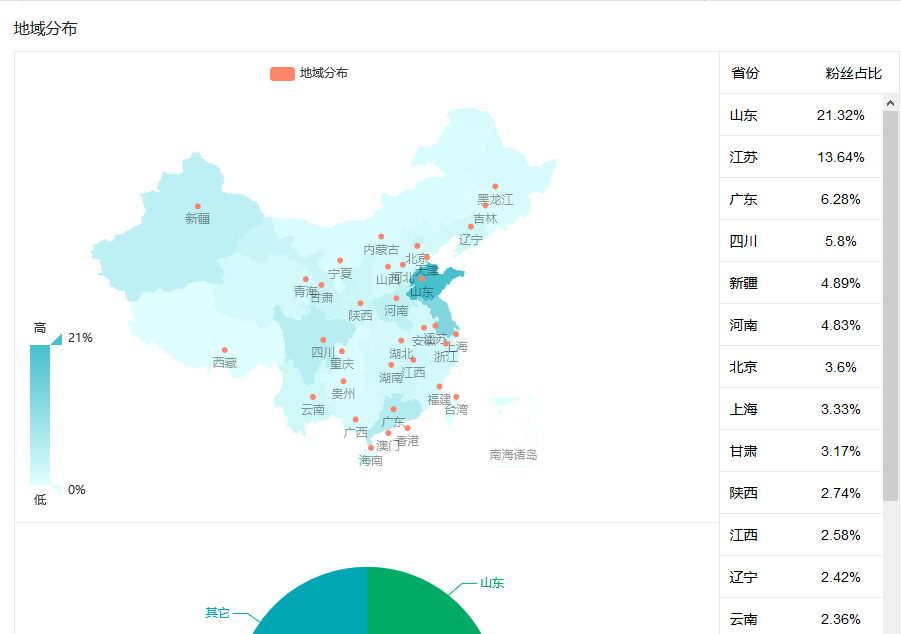 地域分布
地域分布
省份 粉丝占比
山东 21.32%
江苏 13.64%
广东 6.28%
四川 5.8%
新疆 4.89%
河南 4.83%
北京 3.6%
上海 3.33%
甘肃 3.17%
陕西 2.74%
江西 2.58%
辽宁 2.42%
云南 2.36%
黑龙江
新疆
吉林
辽宁
内蒙古
北京
天津
宁夏
山西
河北
青海
甘肃
山东
河南
陕西
高
21%
安徽
江苏
上海
四川
湖北
浙江
西藏
重庆
湖南
江西
贵州
福建
云南
台湾
广东
广西
香港
澳门
海南
南海诸岛
0%
低
山东
其它